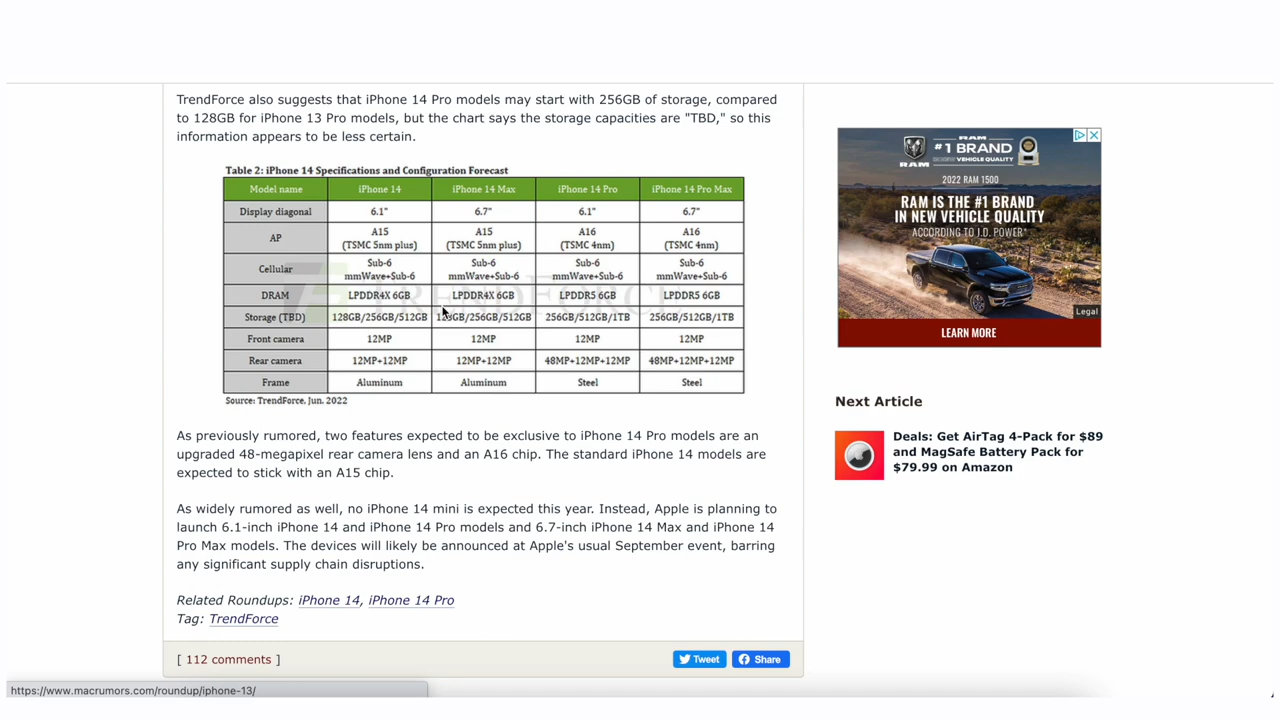 TrendForce also suggests that iPhone 14 Pro models may start with 256GB of storage, compared
to 128GB for iPhone 13 Pro models, but the chart says the storage capacities are "TBD," so this
information appears to be less certain.
Table 2: iPhone 14 Specifications and Configuration Forecast
Model name iPhone 14 iPhone 14 Max iPhone 14 Pro iPhone 14 Pro Max
Display diagonal 6.1" 6.7" 6.1" 6.7"
AP A15 (TSMC 5nm plus) A15 (TSMC 5nm plus) A16 (TSMC 4nm) A16 (TSMC 4nm)
Cellular Sub-6 mmWave+Sub-6 Sub-6 mmWave+Sub-6 Sub-6 mmWave+Sub-6 Sub-6 mmWave+Sub-6
DRAM LPDDR4X 6GB LPDDR4X 6GB LPDDR5 6GB LPDDR5 6GB
Storage (TBD) 128GB/256GB/512GB 128GB/256GB/512GB 256GB/512GB/1TB 256GB/512GB/1TB
Front camera 12MP 12MP 12MP 12MP
Rear camera 12MP+12MP 12MP+12MP 48MP+12MP+12MP 48MP+12MP+12MP
Frame Aluminum Aluminum Steel Steel
TRENDFORCE
Source: TrendForce, Jun. 2022
As previously rumored, two features expected to be exclusive to iPhone 14 Pro models are an
upgraded 48-megapixel rear camera lens and an A16 chip. The standard iPhone 14 models are
expected to stick with an A15 chip.
As widely rumored as well, no iPhone 14 mini is expected this year. Instead, Apple is planning to
launch 6.1-inch iPhone 14 and iPhone 14 Pro models and 6.7-inch iPhone 14 Max and iPhone 14
Pro Max models. The devices will likely be announced at Apple's usual September event, barring
any significant supply chain disruptions.
Related Roundups: iPhone 14, iPhone 14 Pro
Tag: TrendForce
[ 112 comments ]
Tweet
Share
https://www.macrumors.com/roundup/iphone-13/
RAM
#1 BRAND
IN NEW VEHICLE QUALITY
2022 RAM 1500
RAM IS THE #1 BRAND
IN NEW VEHICLE QUALITY
ACCORDING TO J.D. POWER*
Legal
LEARN MORE
Next Article
Deals: Get AirTag 4-Pack for $89
and MagSafe Battery Pack for
$79.99 on Amazon